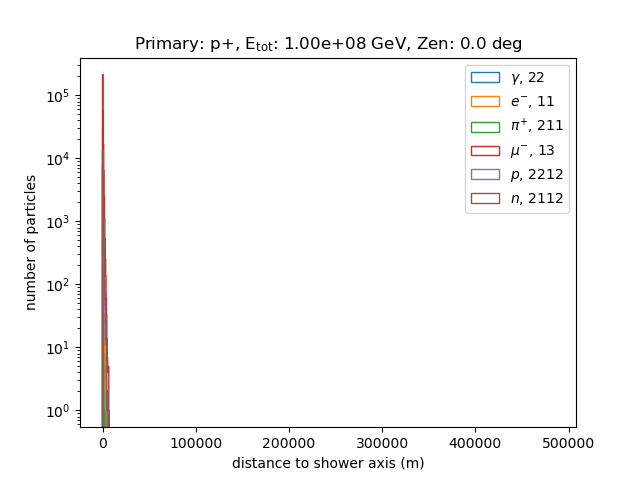 Primary: p+, E_tot: 1.00e+08 GeV, Zen: 0.0 deg
γ, 22
e⁻, 11
π⁺, 211
μ⁻, 13
p, 2212
n, 2112
number of particles
10⁵
10⁴
10³
10²
10¹
10⁰
0 100000 200000 300000 400000 500000
distance to shower axis (m)